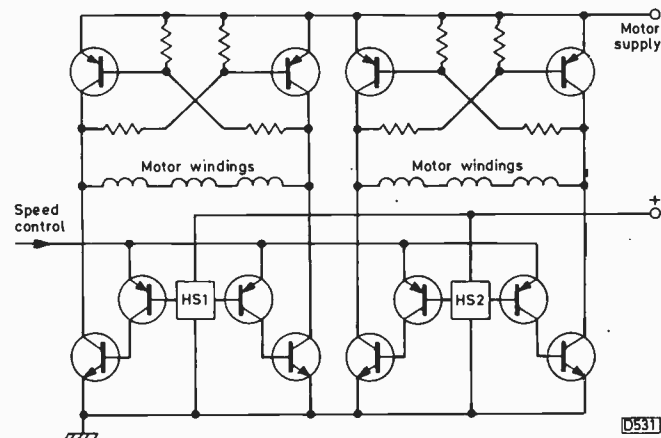 Motor
supply
Motor windings
Motor windings
+
Speed
control
HS1
HS2
D531